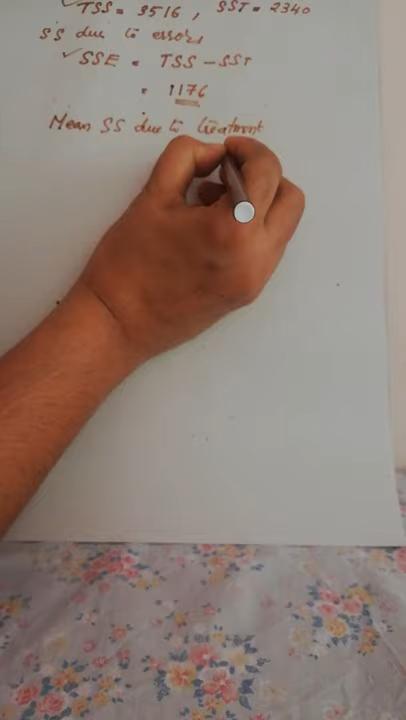 ✓TSS = 3516, SST = 2340
SS due to errors
✓SSE = TSS - SST
= 1176
Mean SS due to treatment